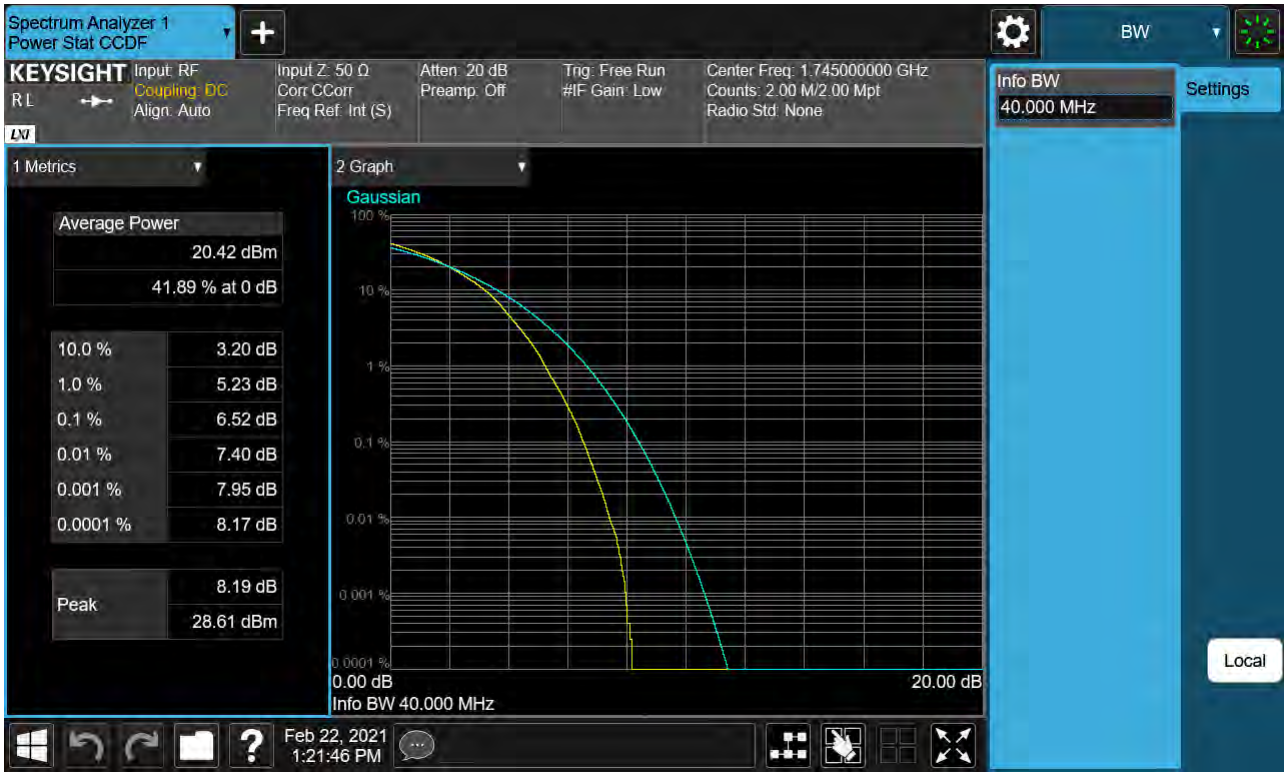 Spectrum Analyzer 1
Power Stat CCDF
BW
KEYSIGHT
R L
LXI
Input: RF
Coupling: DC
Align: Auto
Input Z: 50 Ω
Corr CCorr
Freq Ref: Int (S)
Atten: 20 dB
Preamp: Off
Trig: Free Run
#IF Gain: Low
Center Freq: 1.745000000 GHz
Counts: 2.00 M/2.00 Mpt
Radio Std: None
Info BW
40.000 MHz
Settings
1 Metrics
Average Power
20.42 dBm
41.89 % at 0 dB
10.0 % 3.20 dB
1.0 % 5.23 dB
0.1 % 6.52 dB
0.01 % 7.40 dB
0.001 % 7.95 dB
0.0001 % 8.17 dB
Peak
8.19 dB
28.61 dBm
2 Graph
Gaussian
100 %
10 %
1 %
0.1 %
0.01 %
0.001 %
0.0001 %
0.00 dB 20.00 dB
Info BW 40.000 MHz
Local
?
Feb 22, 2021
1:21:46 PM